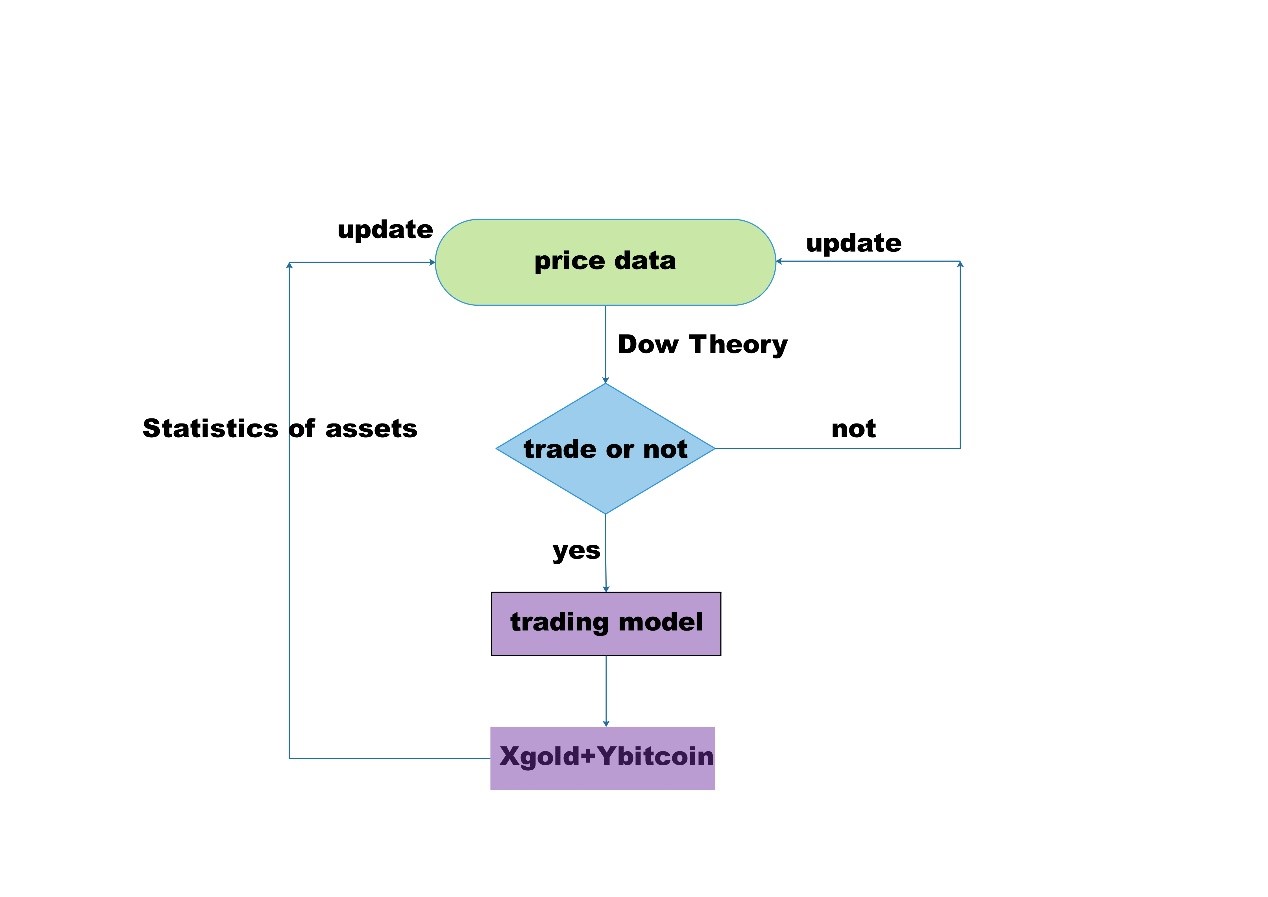 update
price data
update
Dow Theory
Statistics of assets
trade or not
not
yes
trading model
Xgold+Ybitcoin